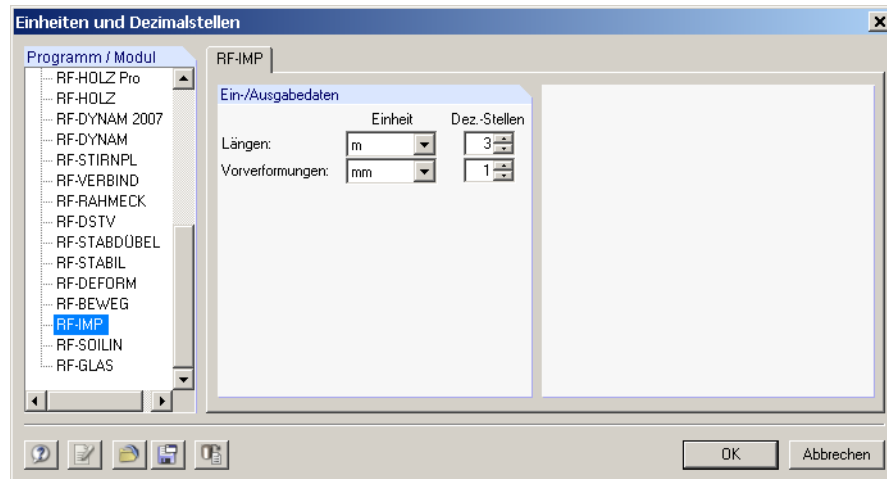 Einheiten und Dezimalstellen
Programm / Modul
RF-HOLZ Pro
RF-HOLZ
RF-DYNAM 2007
RF-DYNAM
RF-STIRNPL
RF-VERBIND
RF-RAHMECK
RF-DSTV
RF-STABDÜBEL
RF-STABIL
RF-DEFORM
RF-BEWEG
RF-IMP
RF-SOILIN
RF-GLAS
RF-IMP
Ein-/Ausgabedaten
Einheit Dez.-Stellen
Längen: m 3
Vorverformungen: mm 1
OK Abbrechen